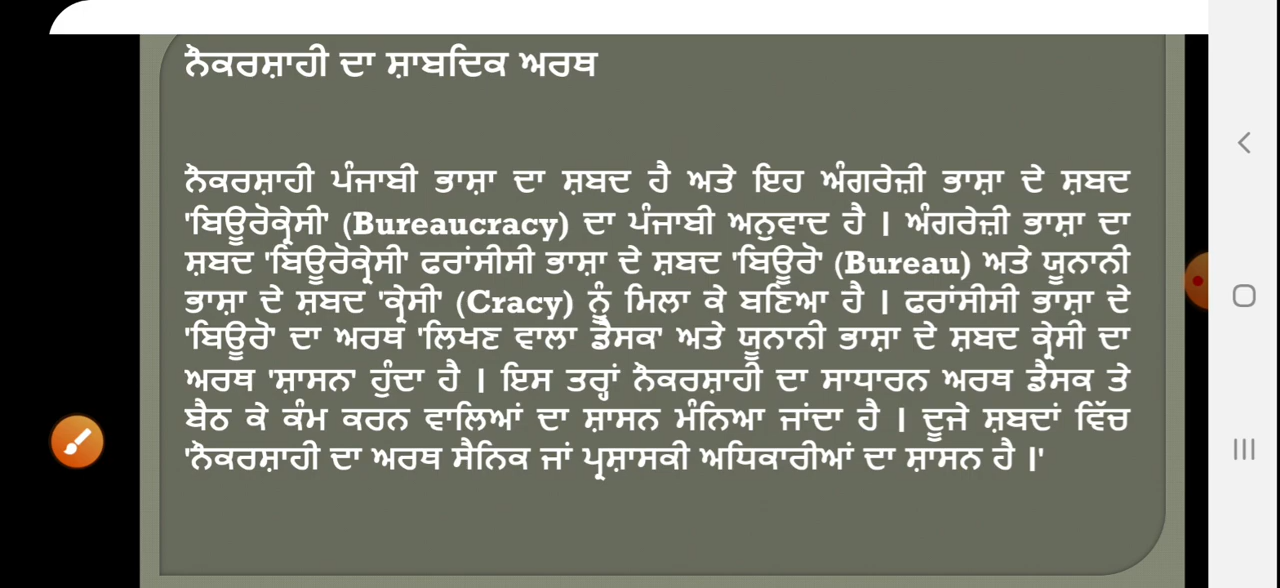 ਨੌਕਰਸ਼ਾਹੀ ਦਾ ਸ਼ਾਬਦਿਕ ਅਰਥ
ਨੌਕਰਸ਼ਾਹੀ ਪੰਜਾਬੀ ਭਾਸ਼ਾ ਦਾ ਸ਼ਬਦ ਹੈ ਅਤੇ ਇਹ ਅੰਗਰੇਜ਼ੀ ਭਾਸ਼ਾ ਦੇ ਸ਼ਬਦ
'ਬਿਊਰੋਕ੍ਰੇਸੀ' (Bureaucracy) ਦਾ ਪੰਜਾਬੀ ਅਨੁਵਾਦ ਹੈ । ਅੰਗਰੇਜ਼ੀ ਭਾਸ਼ਾ ਦਾ
ਸ਼ਬਦ 'ਬਿਊਰੋਕ੍ਰੇਸੀ' ਫਰਾਂਸੀਸੀ ਭਾਸ਼ਾ ਦੇ ਸ਼ਬਦ 'ਬਿਊਰੋ' (Bureau) ਅਤੇ ਯੂਨਾਨੀ
ਭਾਸ਼ਾ ਦੇ ਸ਼ਬਦ 'ਕ੍ਰੇਸੀ' (Cracy) ਨੂੰ ਮਿਲਾ ਕੇ ਬਣਿਆ ਹੈ । ਫਰਾਂਸੀਸੀ ਭਾਸ਼ਾ ਦੇ
'ਬਿਊਰੋ' ਦਾ ਅਰਥ 'ਲਿਖਣ ਵਾਲਾ ਡੈਸਕ' ਅਤੇ ਯੂਨਾਨੀ ਭਾਸ਼ਾ ਦੇ ਸ਼ਬਦ ਕ੍ਰੇਸੀ ਦਾ
ਅਰਥ 'ਸ਼ਾਸਨ' ਹੁੰਦਾ ਹੈ । ਇਸ ਤਰ੍ਹਾਂ ਨੌਕਰਸ਼ਾਹੀ ਦਾ ਸਾਧਾਰਨ ਅਰਥ ਡੈਸਕ ਤੇ
ਬੈਠ ਕੇ ਕੰਮ ਕਰਨ ਵਾਲਿਆਂ ਦਾ ਸ਼ਾਸਨ ਮੰਨਿਆ ਜਾਂਦਾ ਹੈ । ਦੂਜੇ ਸ਼ਬਦਾਂ ਵਿੱਚ
'ਨੌਕਰਸ਼ਾਹੀ ਦਾ ਅਰਥ ਸੈਨਿਕ ਜਾਂ ਪ੍ਰਸ਼ਾਸਕੀ ਅਧਿਕਾਰੀਆਂ ਦਾ ਸ਼ਾਸਨ ਹੈ ।'